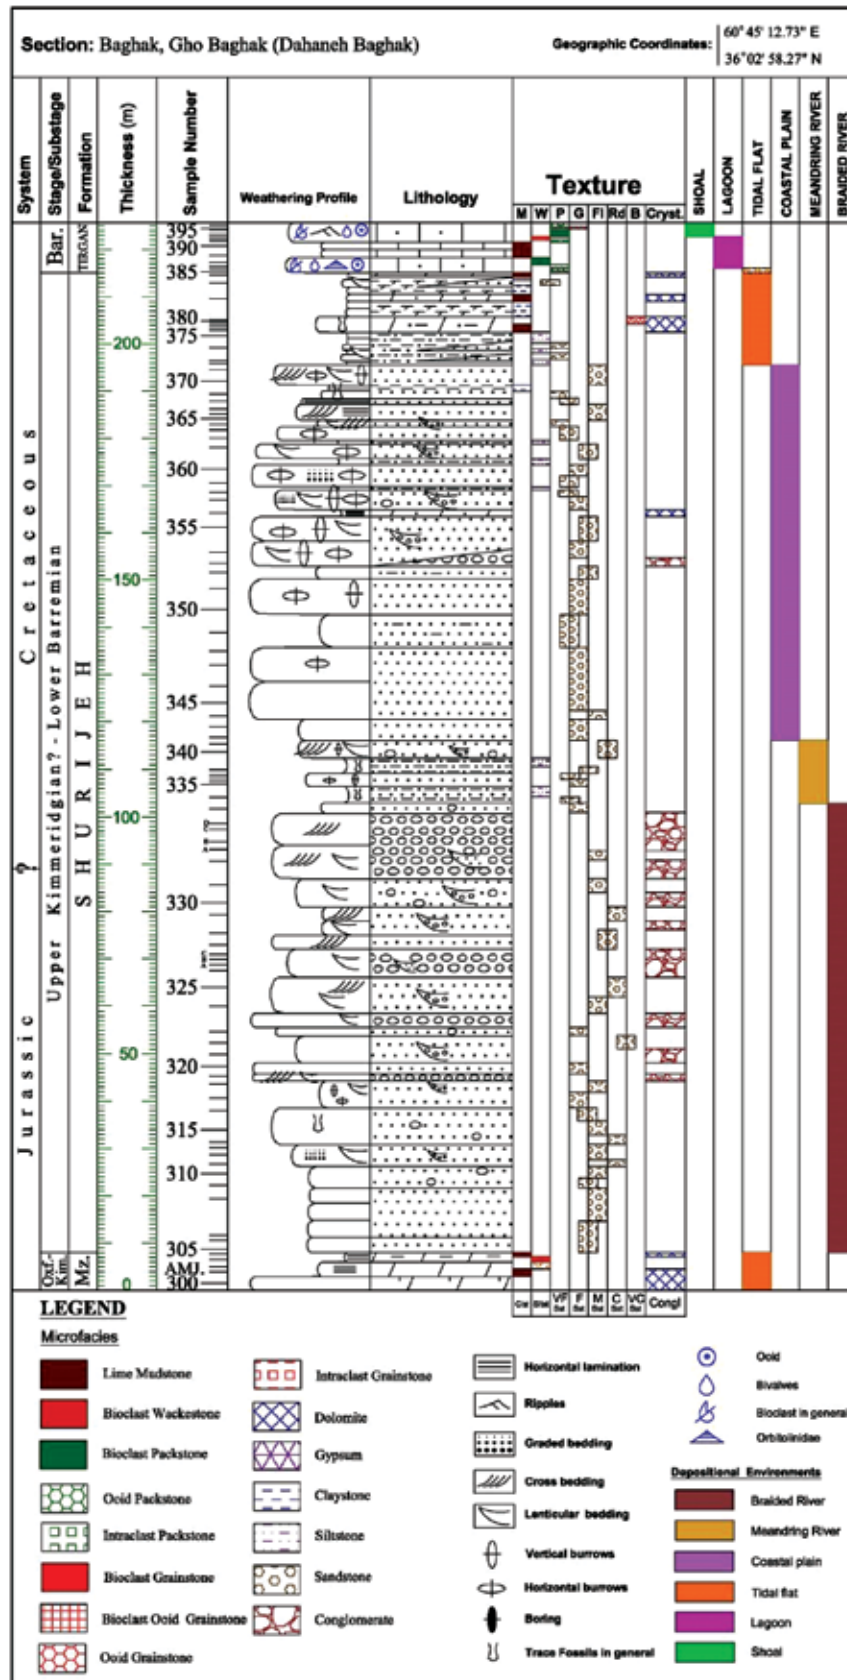 Section: Baghak, Gho Baghak (Dahaneh Baghak)
Geographic Coordinates:
60° 45' 12.73" E
36° 02' 58.27" N
System
Stage/Substage
Formation
Thickness (m)
Sample Number
Weathering Profile
Lithology
Texture
M W P G Fl Rd B Cryst.
SHOAL
LAGOON
TIDAL FLAT
COASTAL PLAIN
MEANDRING RIVER
BRAIDED RIVER
Cretaceous
?
Jurassic
Bar.
Upper Kimmeridgian? - Lower Barremian
Oxf.-
Kim.
TIRGAN
SHURIJEH
Mz.
200
150
100
50
0
395
390
385
380
375
370
365
360
355
350
345
340
335
330
325
320
315
310
305
AMJ.
300
VF F M C VC Congl
LEGEND
Microfacies
Lime Mudstone
Bioclast Wackestone
Bioclast Packstone
Ooid Packstone
Intraclast Packstone
Bioclast Grainstone
Bioclast Ooid Grainstone
Ooid Grainstone
Intraclast Grainstone
Dolomite
Gypsum
Claystone
Siltstone
Sandstone
Conglomerate
Horizontal lamination
Ripples
Graded bedding
Cross bedding
Lenticular bedding
Vertical burrows
Horizontal burrows
Boring
Trace Fossils in general
Ooid
Bivalves
Bioclast in general
Orbitolinidae
Depositional Environments
Braided River
Meandring River
Coastal plain
Tidal flat
Lagoon
Shoal